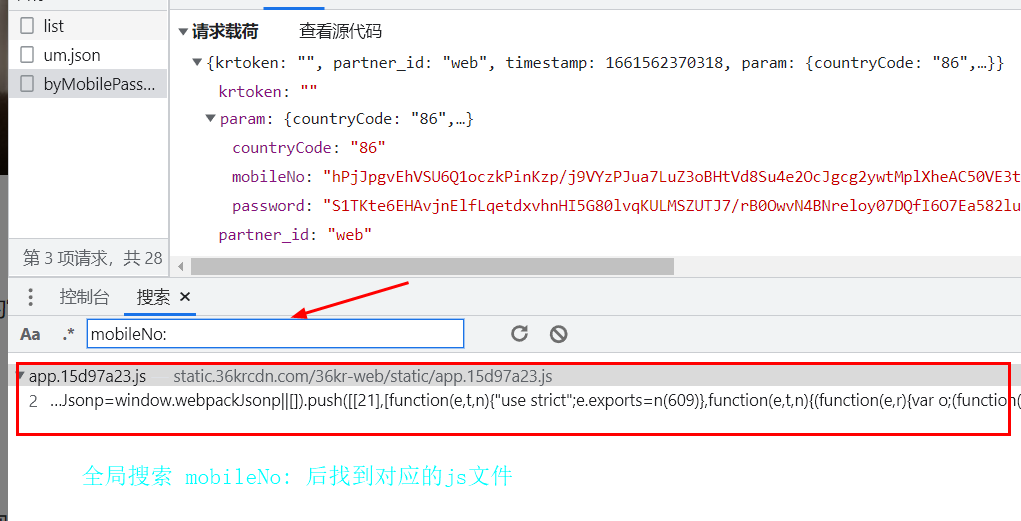 list
um.json
byMobilePass...
第 3 项请求，共 28
请求载荷 查看源代码
{krtoken: "", partner_id: "web", timestamp: 1661562370318, param: {countryCode: "86",…}}
krtoken: ""
param: {countryCode: "86",…}
countryCode: "86"
mobileNo: "hPjJpgvEhVSU6Q1oczkPinKzp/j9VYzPJua7LuZ3oBHtVd8Su4e2OcJgcg2ywtMplXheAC50VE3t
password: "S1TKte6EHAvjnElfLqetdxvhnHI5G80lvqKULMSZUTJ7/rB0OwvN4BNreloy07DQfI6O7Ea582lu
partner_id: "web"
控制台 搜索 ×
Aa .* mobileNo:
app.15d97a23.js — static.36krcdn.com/36kr-web/static/app.15d97a23.js
2 …Jsonp=window.webpackJsonp||[]).push([[21],[function(e,t,n){"use strict";e.exports=n(609)},function(e,t,n){(function(e,r){var o;(function(
全局搜索 mobileNo: 后找到对应的js文件